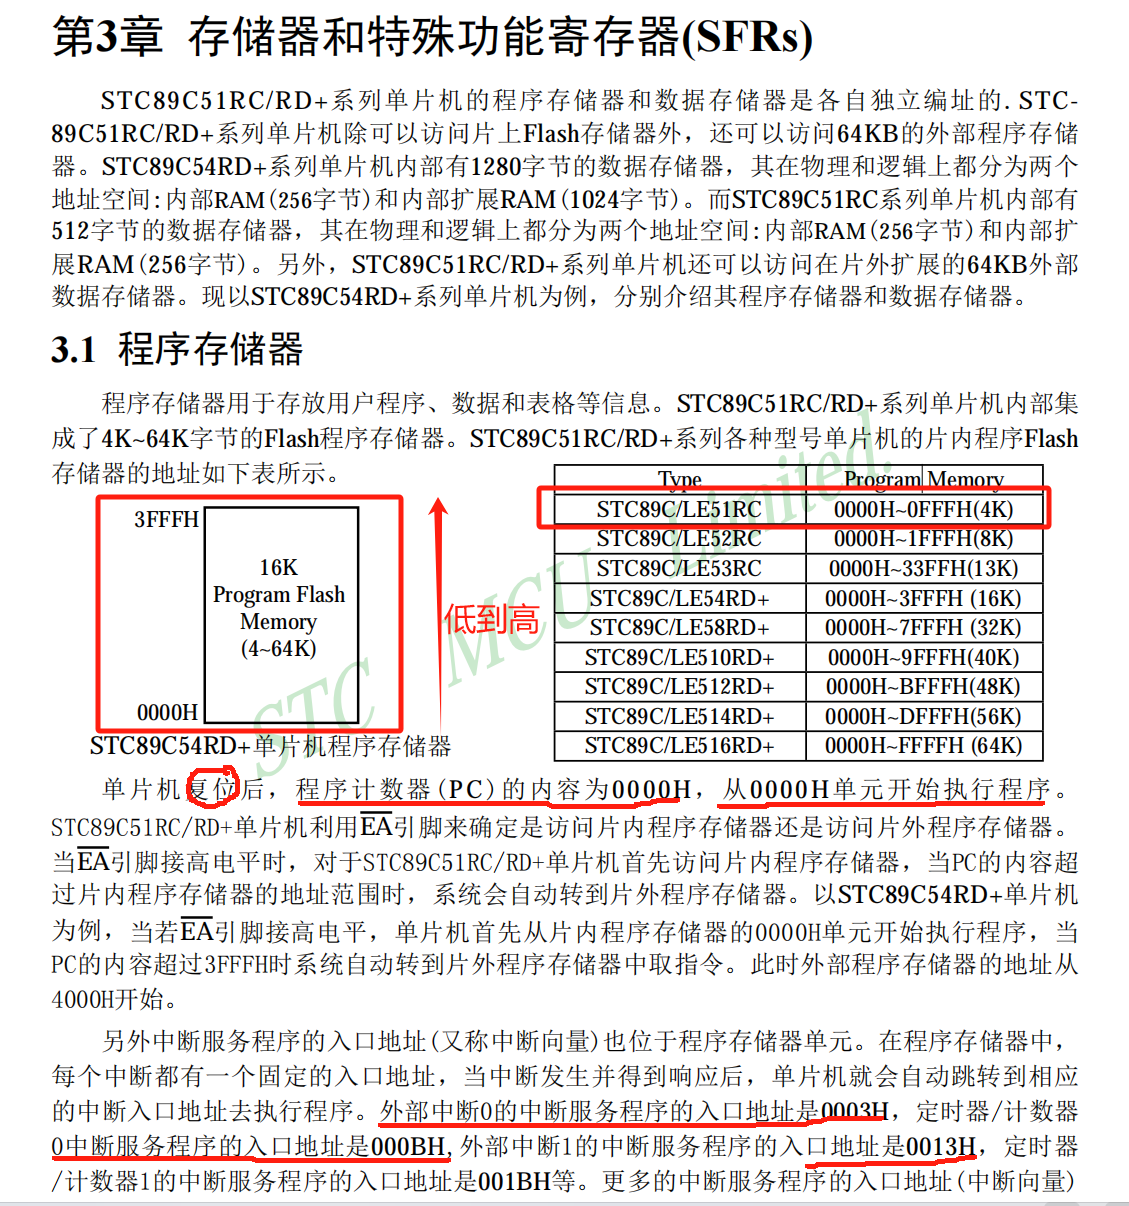 第3章 存储器和特殊功能寄存器(SFRs)
STC89C51RC/RD+系列单片机的程序存储器和数据存储器是各自独立编址的. STC-
89C51RC/RD+系列单片机除可以访问片上Flash存储器外，还可以访问64KB的外部程序存储
器。STC89C54RD+系列单片机内部有1280字节的数据存储器，其在物理和逻辑上都分为两个
地址空间:内部RAM(256字节)和内部扩展RAM(1024字节)。而STC89C51RC系列单片机内部有
512字节的数据存储器，其在物理和逻辑上都分为两个地址空间:内部RAM(256字节)和内部扩
展RAM(256字节)。另外，STC89C51RC/RD+系列单片机还可以访问在片外扩展的64KB外部
数据存储器。现以STC89C54RD+系列单片机为例，分别介绍其程序存储器和数据存储器。
3.1 程序存储器
程序存储器用于存放用户程序、数据和表格等信息。STC89C51RC/RD+系列单片机内部集
成了4K~64K字节的Flash程序存储器。STC89C51RC/RD+系列各种型号单片机的片内程序Flash
存储器的地址如下表所示。
3FFFH
16K
Program Flash
Memory
(4~64K)
0000H
STC89C54RD+单片机程序存储器
低到高
Type Program Memory
STC89C/LE51RC 0000H~0FFFH(4K)
STC89C/LE52RC 0000H~1FFFH(8K)
STC89C/LE53RC 0000H~33FFH(13K)
STC89C/LE54RD+ 0000H~3FFFH (16K)
STC89C/LE58RD+ 0000H~7FFFH (32K)
STC89C/LE510RD+ 0000H~9FFFH(40K)
STC89C/LE512RD+ 0000H~BFFFH(48K)
STC89C/LE514RD+ 0000H~DFFFH(56K)
STC89C/LE516RD+ 0000H~FFFFH (64K)
STC MCU Limited.
单片机复位后，程序计数器(PC)的内容为0000H，从0000H单元开始执行程序。
STC89C51RC/RD+单片机利用EA引脚来确定是访问片内程序存储器还是访问片外程序存储器。
当EA引脚接高电平时，对于STC89C51RC/RD+单片机首先访问片内程序存储器，当PC的内容超
过片内程序存储器的地址范围时，系统会自动转到片外程序存储器。以STC89C54RD+单片机
为例，当若EA引脚接高电平，单片机首先从片内程序存储器的0000H单元开始执行程序，当
PC的内容超过3FFFH时系统自动转到片外程序存储器中取指令。此时外部程序存储器的地址从
4000H开始。
另外中断服务程序的入口地址(又称中断向量)也位于程序存储器单元。在程序存储器中，
每个中断都有一个固定的入口地址，当中断发生并得到响应后，单片机就会自动跳转到相应
的中断入口地址去执行程序。外部中断0的中断服务程序的入口地址是0003H，定时器/计数器
0中断服务程序的入口地址是000BH,外部中断1的中断服务程序的入口地址是0013H，定时器
/计数器1的中断服务程序的入口地址是001BH等。更多的中断服务程序的入口地址(中断向量)